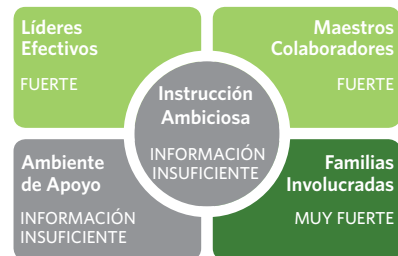 Líderes
Efectivos
FUERTE
Maestros
Colaboradores
FUERTE
Instrucción
Ambiciosa
INFORMACIÓN
INSUFICIENTE
Ambiente
de Apoyo
INFORMACIÓN
INSUFICIENTE
Familias
Involucradas
MUY FUERTE